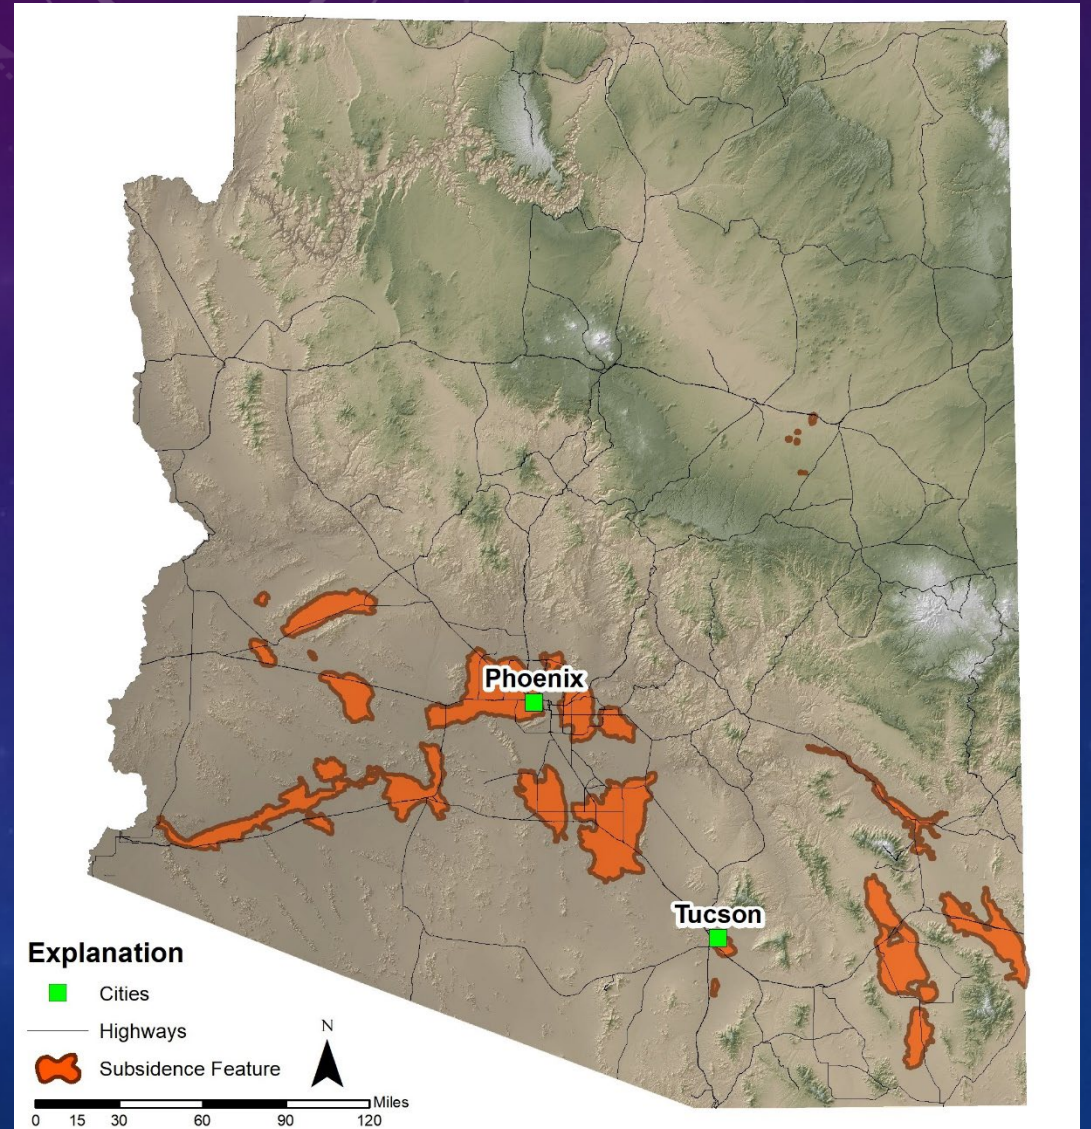 Phoenix
Tucson
Explanation
Cities
Highways
Subsidence Feature
N
Miles
0 15 30 60 90 120